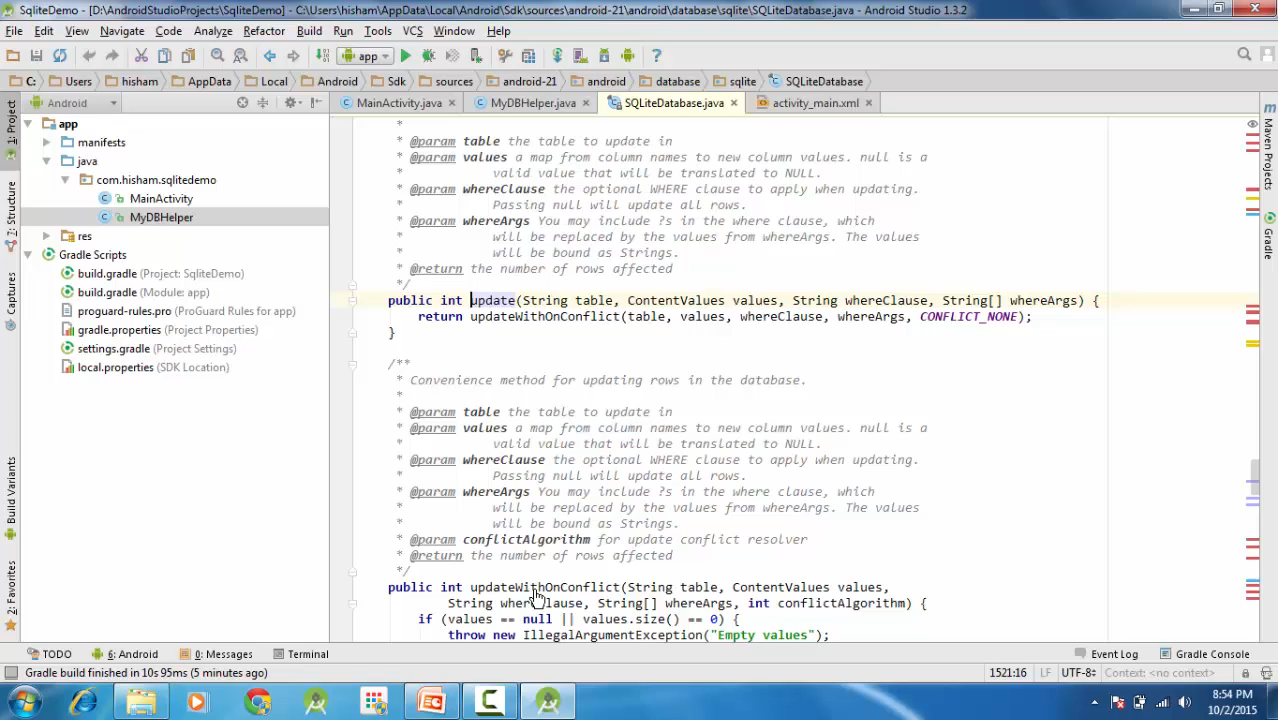 SqliteDemo - [D:\AndroidStudioProjects\SqliteDemo] - C:\Users\hisham\AppData\Local\Android\Sdk\sources\android-21\android\database\sqlite\SQLiteDatabase.java - Android Studio 1.3.2
File Edit View Navigate Code Analyze Refactor Build Run Tools VCS Window Help
app
C: Users hisham AppData Local Android Sdk sources android-21 android database sqlite SQLiteDatabase
Android
MainActivity.java MyDBHelper.java SQLiteDatabase.java activity_main.xml
1: Project
2: Structure
Captures
Build Variants
2: Favorites
app
manifests
java
com.hisham.sqlitedemo
MainActivity
MyDBHelper
res
Gradle Scripts
build.gradle (Project: SqliteDemo)
build.gradle (Module: app)
proguard-rules.pro (ProGuard Rules for app)
gradle.properties (Project Properties)
settings.gradle (Project Settings)
local.properties (SDK Location)
*
* @param table the table to update in
* @param values a map from column names to new column values. null is a
* valid value that will be translated to NULL.
* @param whereClause the optional WHERE clause to apply when updating.
* Passing null will update all rows.
* @param whereArgs You may include ?s in the where clause, which
* will be replaced by the values from whereArgs. The values
* will be bound as Strings.
* @return the number of rows affected
*/
public int update(String table, ContentValues values, String whereClause, String[] whereArgs) {
return updateWithOnConflict(table, values, whereClause, whereArgs, CONFLICT_NONE);
}
/**
* Convenience method for updating rows in the database.
*
* @param table the table to update in
* @param values a map from column names to new column values. null is a
* valid value that will be translated to NULL.
* @param whereClause the optional WHERE clause to apply when updating.
* Passing null will update all rows.
* @param whereArgs You may include ?s in the where clause, which
* will be replaced by the values from whereArgs. The values
* will be bound as Strings.
* @param conflictAlgorithm for update conflict resolver
* @return the number of rows affected
*/
public int updateWithOnConflict(String table, ContentValues values,
String whereClause, String[] whereArgs, int conflictAlgorithm) {
if (values == null || values.size() == 0) {
throw new IllegalArgumentException("Empty values");
Maven Projects
Gradle
TODO 6: Android 0: Messages Terminal Event Log Gradle Console
Gradle build finished in 10s 95ms (5 minutes ago) 1521:16 LF UTF-8 Context: <no context>
8:54 PM
10/2/2015